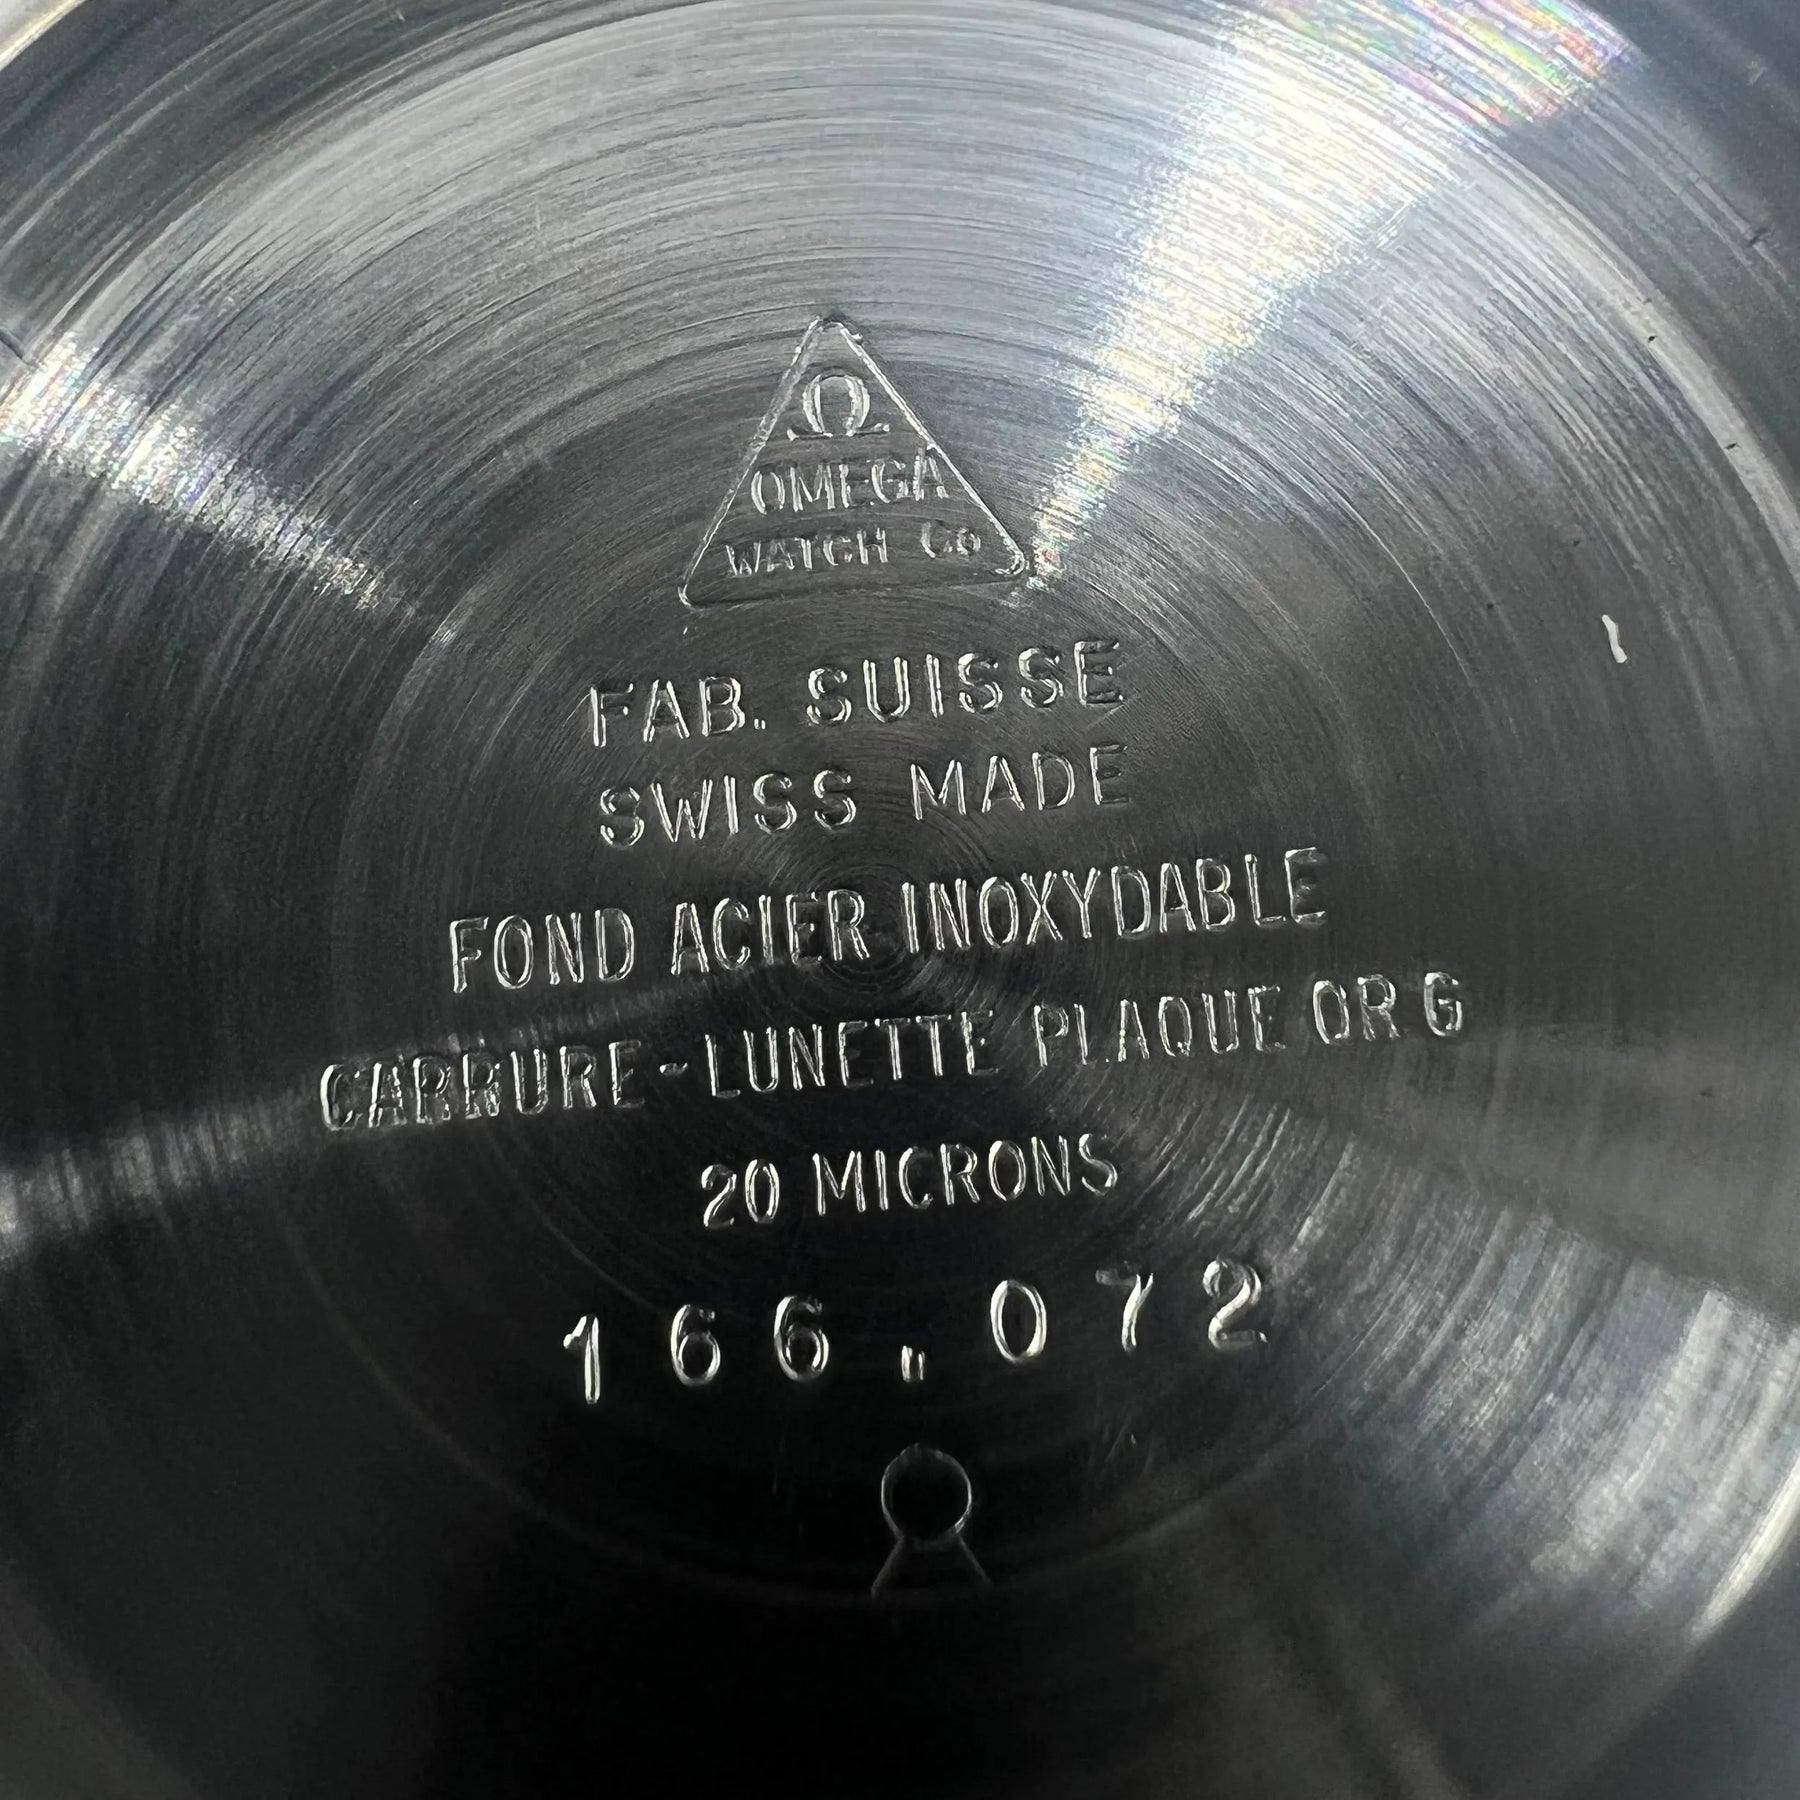 Ω
OMEGA
WATCH Co
FAB. SUISSE
SWISS MADE
FOND ACIER INOXYDABLE
CARRURE-LUNETTE PLAQUE OR G
20 MICRONS
166.072